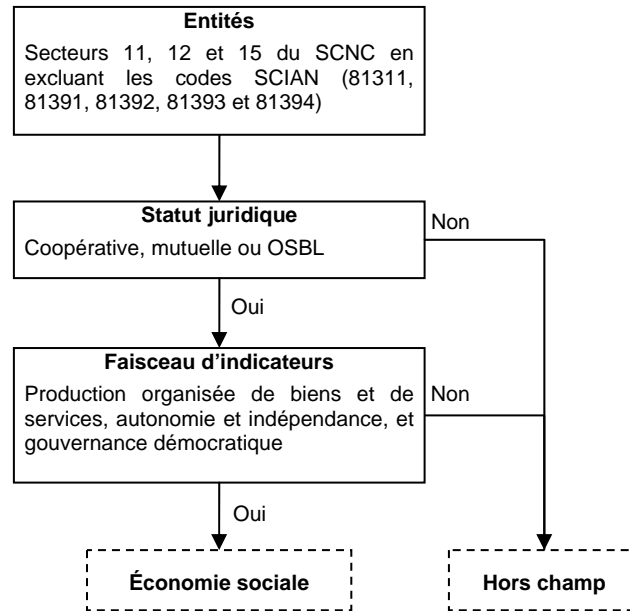 Entités
Secteurs 11, 12 et 15 du SCNC en
excluant les codes SCIAN (81311,
81391, 81392, 81393 et 81394)
Statut juridique
Coopérative, mutuelle ou OSBL
Non
Oui
Faisceau d'indicateurs
Production organisée de biens et de
services, autonomie et indépendance, et
gouvernance démocratique
Non
Oui
Économie sociale
Hors champ